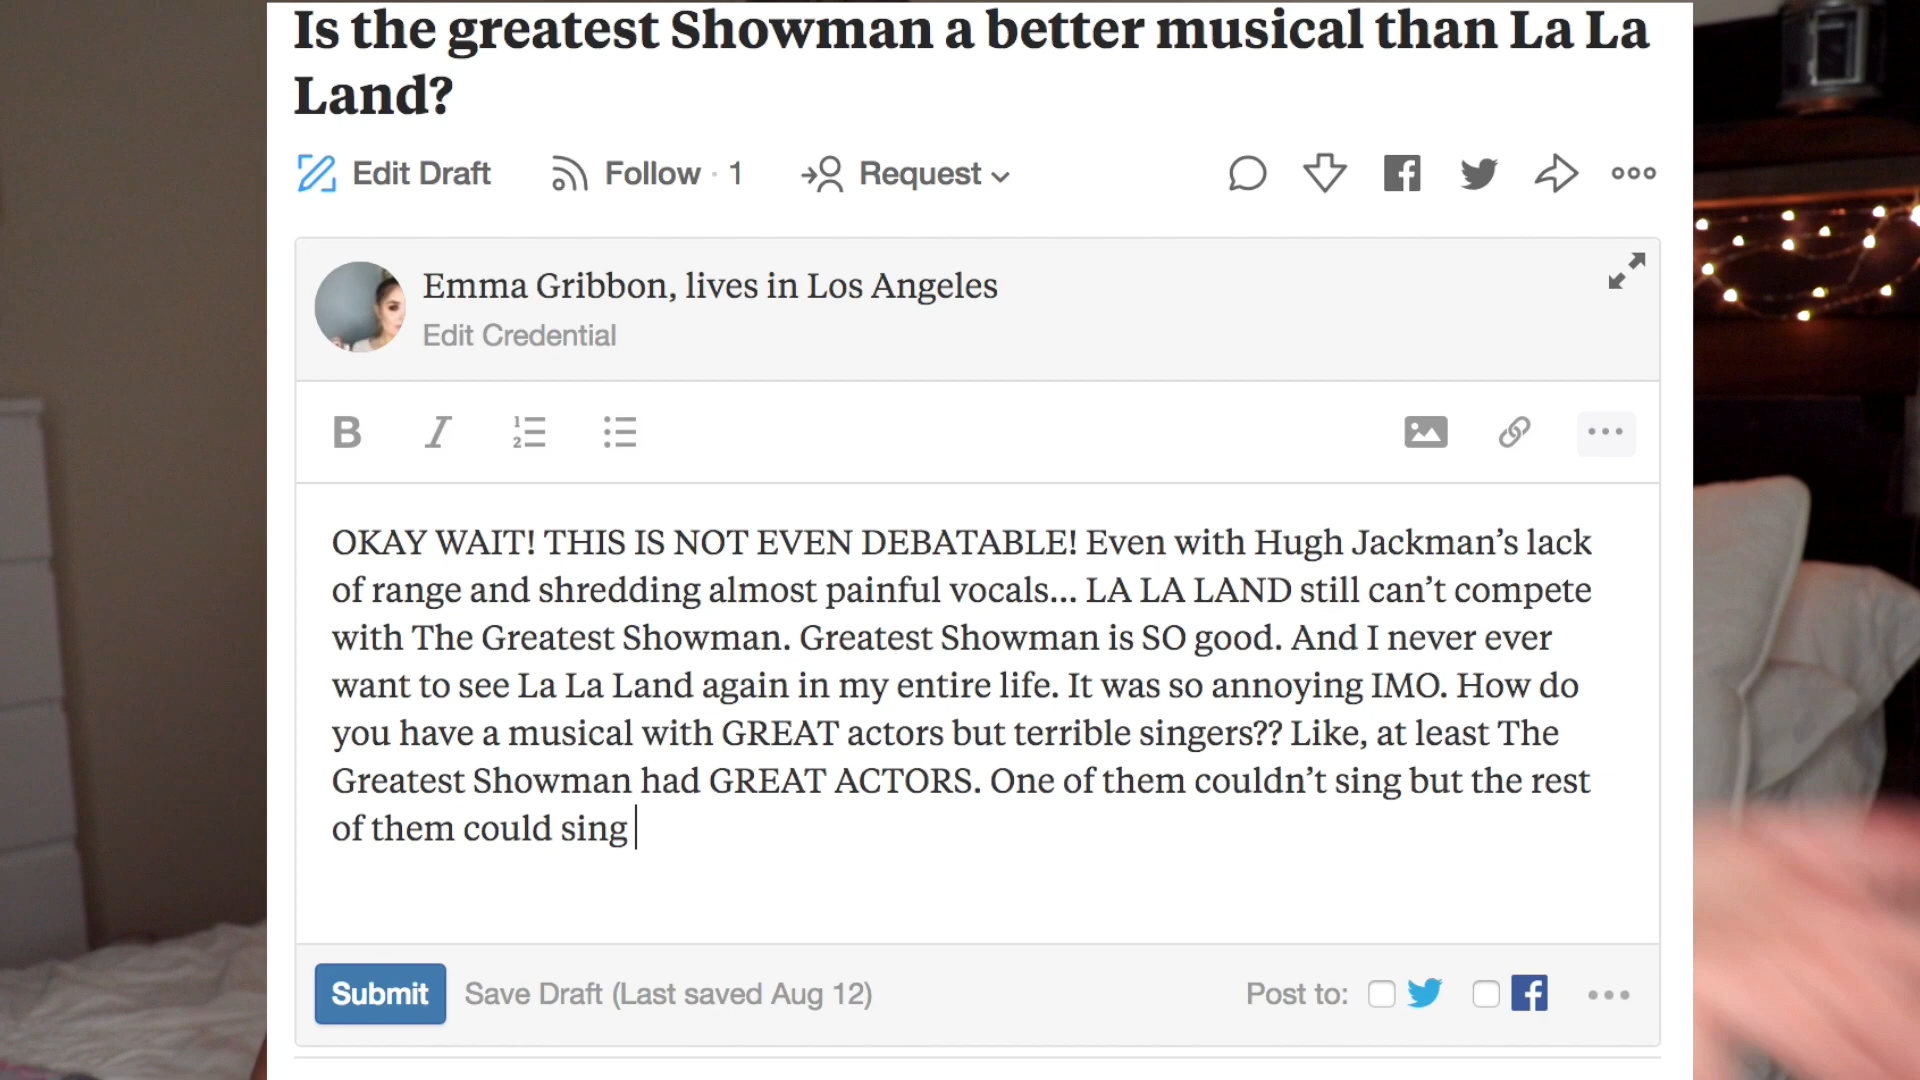 Is the greatest Showman a better musical than La La
Land?
Edit Draft
Follow · 1
Request
Emma Gribbon, lives in Los Angeles
Edit Credential
B
I
OKAY WAIT! THIS IS NOT EVEN DEBATABLE! Even with Hugh Jackman’s lack
of range and shredding almost painful vocals... LA LA LAND still can’t compete
with The Greatest Showman. Greatest Showman is SO good. And I never ever
want to see La La Land again in my entire life. It was so annoying IMO. How do
you have a musical with GREAT actors but terrible singers?? Like, at least The
Greatest Showman had GREAT ACTORS. One of them couldn’t sing but the rest
of them could sing
Submit
Save Draft (Last saved Aug 12)
Post to: